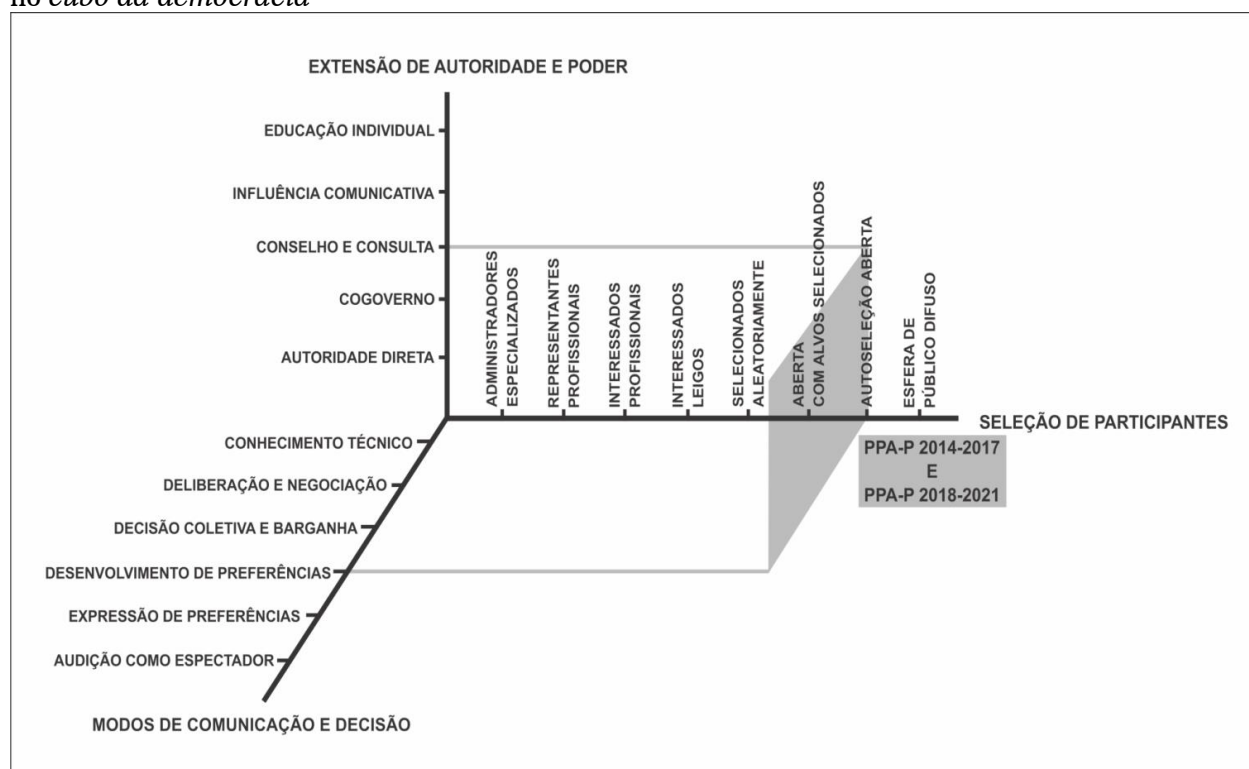 no cubo da democracia
EXTENSÃO DE AUTORIDADE E PODER
EDUCAÇÃO INDIVIDUAL
INFLUÊNCIA COMUNICATIVA
CONSELHO E CONSULTA
COGOVERNO
AUTORIDADE DIRETA
ADMINISTRADORES
ESPECIALIZADOS
REPRESENTANTES
PROFISSIONAIS
INTERESSADOS
PROFISSIONAIS
INTERESSADOS
LEIGOS
SELECIONADOS
ALEATORIAMENTE
ABERTA
COM ALVOS SELECIONADOS
AUTOSELEÇÃO ABERTA
ESFERA DE
PÚBLICO DIFUSO
SELEÇÃO DE PARTICIPANTES
PPA-P 2014-2017
E
PPA-P 2018-2021
CONHECIMENTO TÉCNICO
DELIBERAÇÃO E NEGOCIAÇÃO
DECISÃO COLETIVA E BARGANHA
DESENVOLVIMENTO DE PREFERÊNCIAS
EXPRESSÃO DE PREFERÊNCIAS
AUDIÇÃO COMO ESPECTADOR
MODOS DE COMUNICAÇÃO E DECISÃO